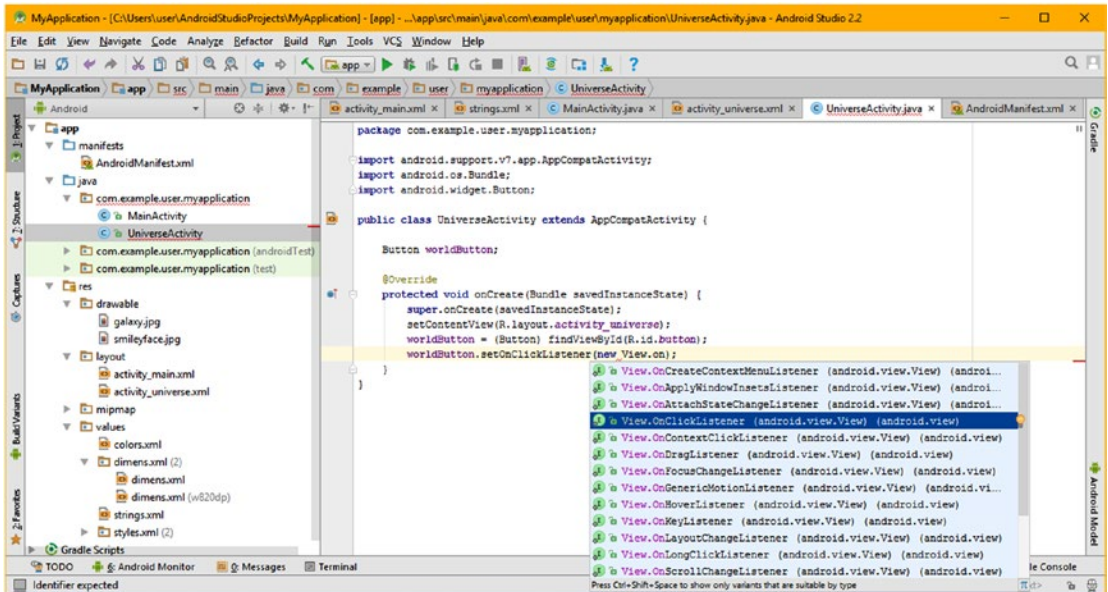 MyApplication - [C:\Users\user\AndroidStudioProjects\MyApplication] - [app] - ...\app\src\main\java\com\example\user\myapplication\UniverseActivity.java - Android Studio 2.2
File Edit View Navigate Code Analyze Refactor Build Run Tools VCS Window Help
app
MyApplication app src main java com example user myapplication UniverseActivity
Android
activity_main.xml × strings.xml × MainActivity.java × activity_universe.xml × UniverseActivity.java × AndroidManifest.xml ×
1: Project
2: Structure
Captures
Build Variants
2: Favorites
app
manifests
AndroidManifest.xml
java
com.example.user.myapplication
MainActivity
UniverseActivity
com.example.user.myapplication (androidTest)
com.example.user.myapplication (test)
res
drawable
galaxy.jpg
smileyface.jpg
layout
activity_main.xml
activity_universe.xml
mipmap
values
colors.xml
dimens.xml (2)
dimens.xml
dimens.xml (w820dp)
strings.xml
styles.xml (2)
Gradle Scripts
package com.example.user.myapplication;
import android.support.v7.app.AppCompatActivity;
import android.os.Bundle;
import android.widget.Button;
public class UniverseActivity extends AppCompatActivity {
Button worldButton;
@Override
protected void onCreate(Bundle savedInstanceState) {
super.onCreate(savedInstanceState);
setContentView(R.layout.activity_universe);
worldButton = (Button) findViewById(R.id.button);
worldButton.setOnClickListener(new View.on);
}
}
View.OnCreateContextMenuListener (android.view.View) (androi...
View.OnApplyWindowInsetsListener (android.view.View) (androi...
View.OnAttachStateChangeListener (android.view.View) (androi...
View.OnClickListener (android.view.View) (android.view)
View.OnContextClickListener (android.view.View) (android.view)
View.OnDragListener (android.view.View) (android.view)
View.OnFocusChangeListener (android.view.View) (android.view)
View.OnGenericMotionListener (android.view.View) (android.vi...
View.OnHoverListener (android.view.View) (android.view)
View.OnKeyListener (android.view.View) (android.view)
View.OnLayoutChangeListener (android.view.View) (android.view)
View.OnLongClickListener (android.view.View) (android.view)
View.OnScrollChangeListener (android.view.View) (android.view)
Press Ctrl+Shift+Space to show only variants that are suitable by type
Gradle
Android Model
TODO 6: Android Monitor 0: Messages Terminal
le Console
Identifier expected